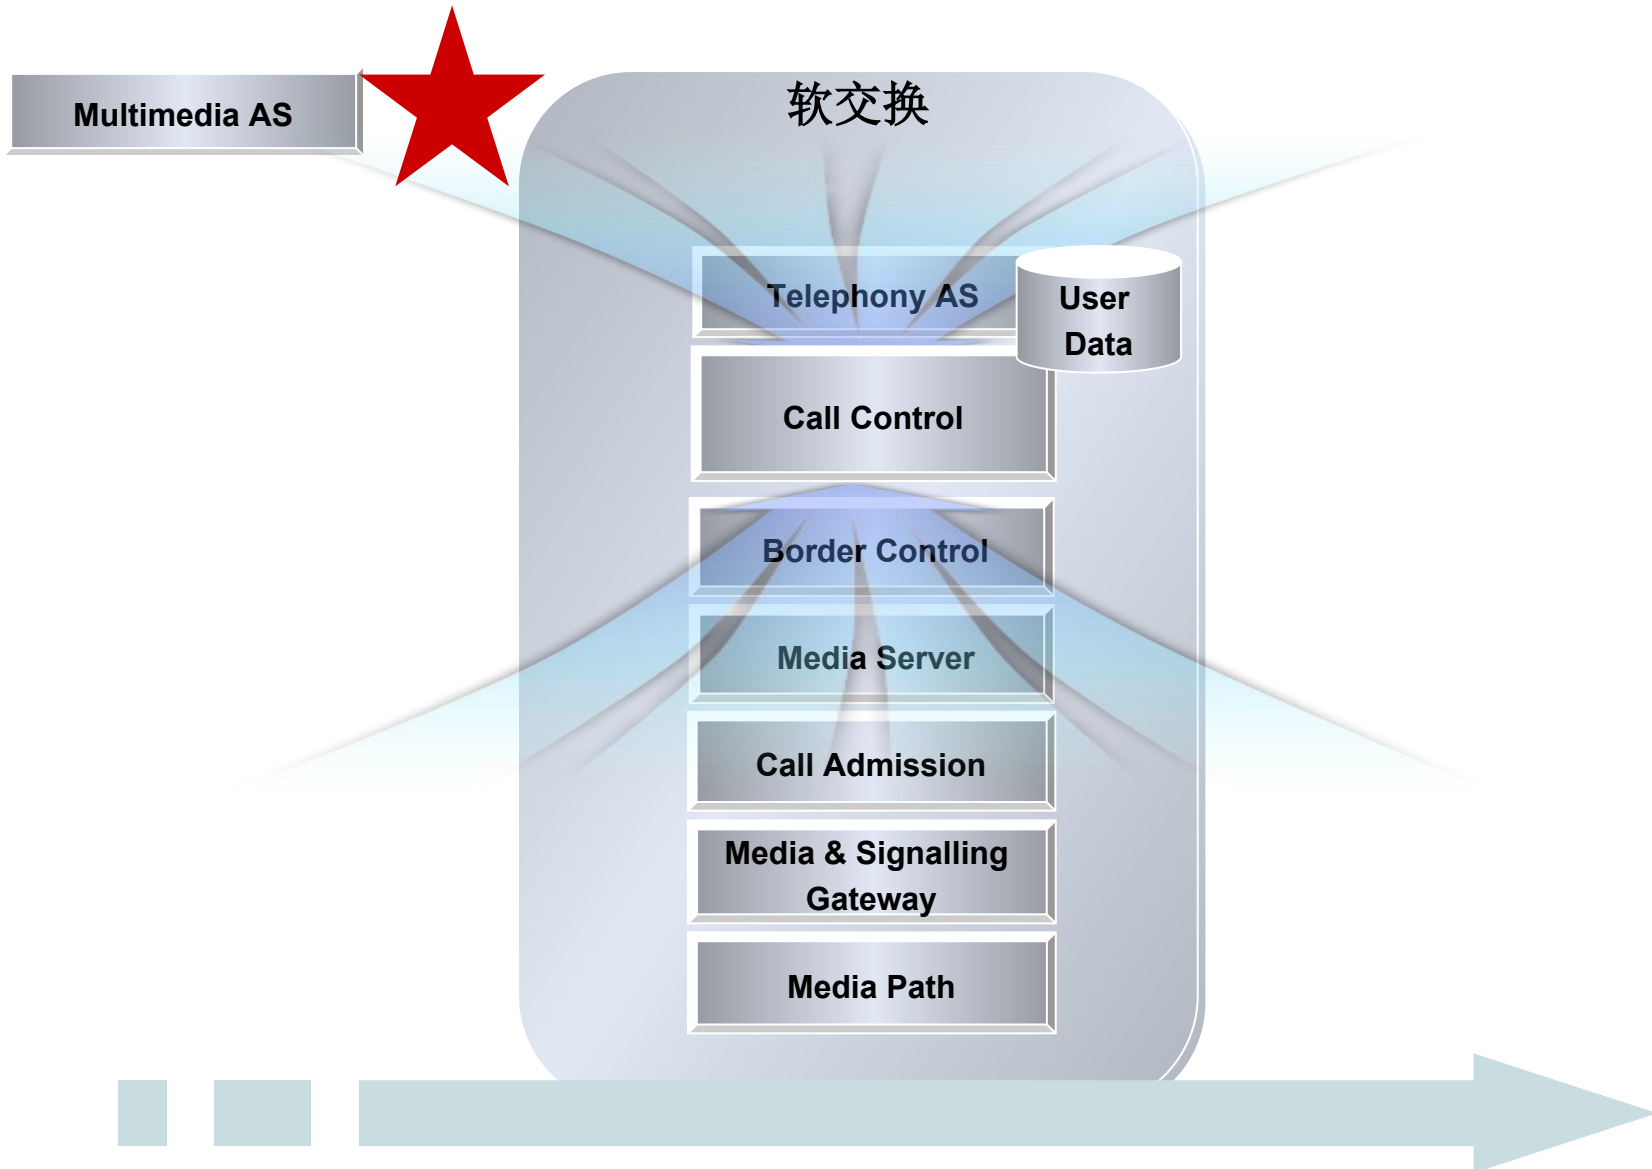 软交换
Multimedia AS
Telephony AS
User
Data
Call Control
Border Control
Media Server
Call Admission
Media & Signalling
Gateway
Media Path